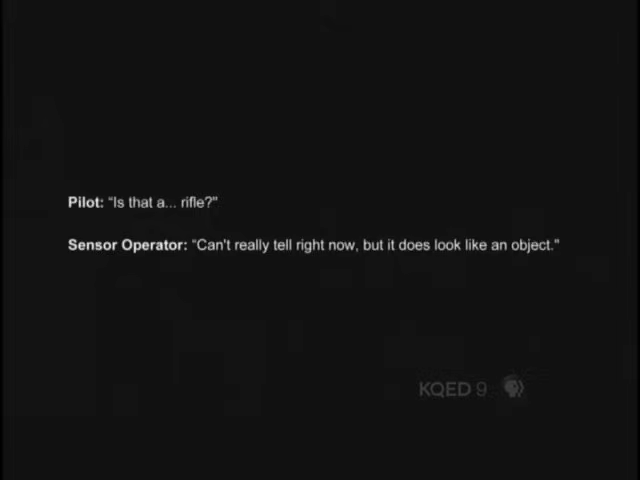 Pilot: “Is that a... rifle?"
Sensor Operator: “Can't really tell right now, but it does look like an object."
KQED 9